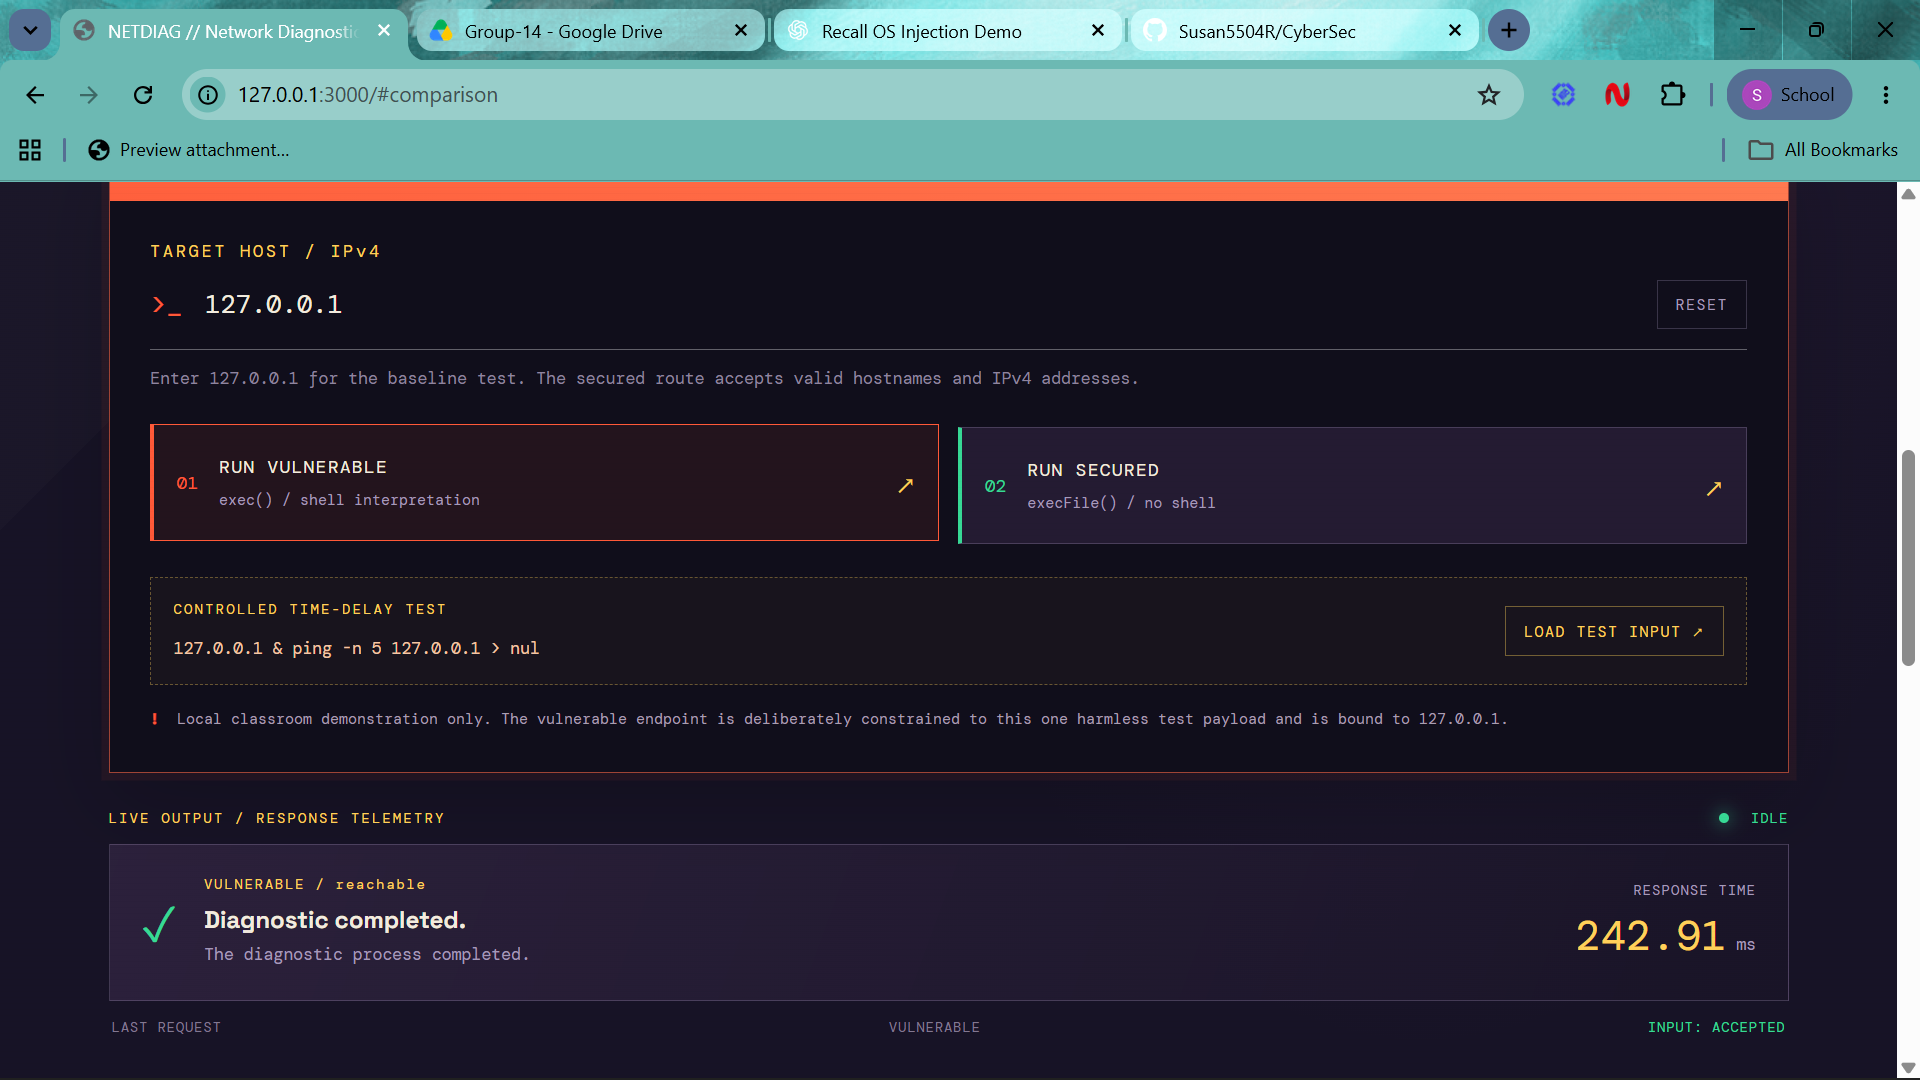 NETDIAG // Network Diagnostic
Group-14 - Google Drive
Recall OS Injection Demo
Susan5504R/CyberSec
127.0.0.1:3000/#comparison
S School
Preview attachment...
All Bookmarks
TARGET HOST / IPv4
>_ 127.0.0.1
RESET
Enter 127.0.0.1 for the baseline test. The secured route accepts valid hostnames and IPv4 addresses.
01
RUN VULNERABLE ↗
exec() / shell interpretation
02
RUN SECURED ↗
execFile() / no shell
CONTROLLED TIME-DELAY TEST
127.0.0.1 & ping -n 5 127.0.0.1 > nul
LOAD TEST INPUT ↗
! Local classroom demonstration only. The vulnerable endpoint is deliberately constrained to this one harmless test payload and is bound to 127.0.0.1.
LIVE OUTPUT / RESPONSE TELEMETRY
IDLE
VULNERABLE / reachable
Diagnostic completed.
The diagnostic process completed.
RESPONSE TIME
242.91 ms
LAST REQUEST
VULNERABLE
INPUT: ACCEPTED